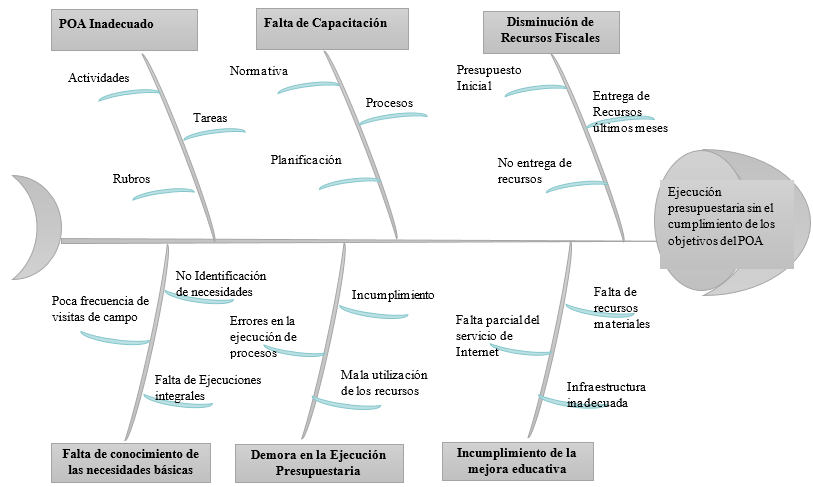 POA Inadecuado
Falta de Capacitación
Disminución de
Recursos Fiscales
Actividades
Tareas
Rubros
Normativa
Procesos
Planificación
Presupuesto
Inicial
Entrega de
Recursos
últimos meses
No entrega de
recursos
Ejecución
presupuestaria sin el
cumplimiento de los
objetivos del POA
No Identificación
de necesidades
Poca frecuencia de
visitas de campo
Falta de Ejecuciones
integrales
Incumplimiento
Errores en la
ejecución de
procesos
Mala utilización
de los recursos
Falta de
recursos
materiales
Falta parcial del
servicio de
Internet
Infraestructura
inadecuada
Falta de conocimiento de
las necesidades básicas
Demora en la Ejecución
Presupuestaria
Incumplimiento de la
mejora educativa